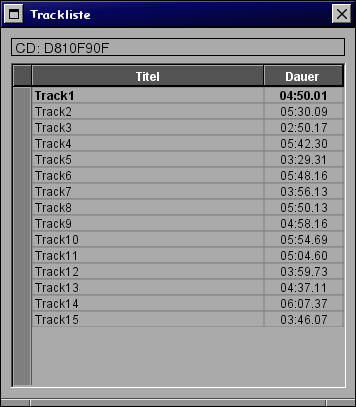 Trackliste
CD: D810F90F
Titel Dauer
Track1 04:50.01
Track2 05:30.09
Track3 02:50.17
Track4 05:42.30
Track5 03:29.31
Track6 05:48.16
Track7 03:56.13
Track8 05:50.13
Track9 04:58.16
Track10 05:54.69
Track11 05:04.60
Track12 03:59.73
Track13 04:37.11
Track14 06:07.37
Track15 03:46.07